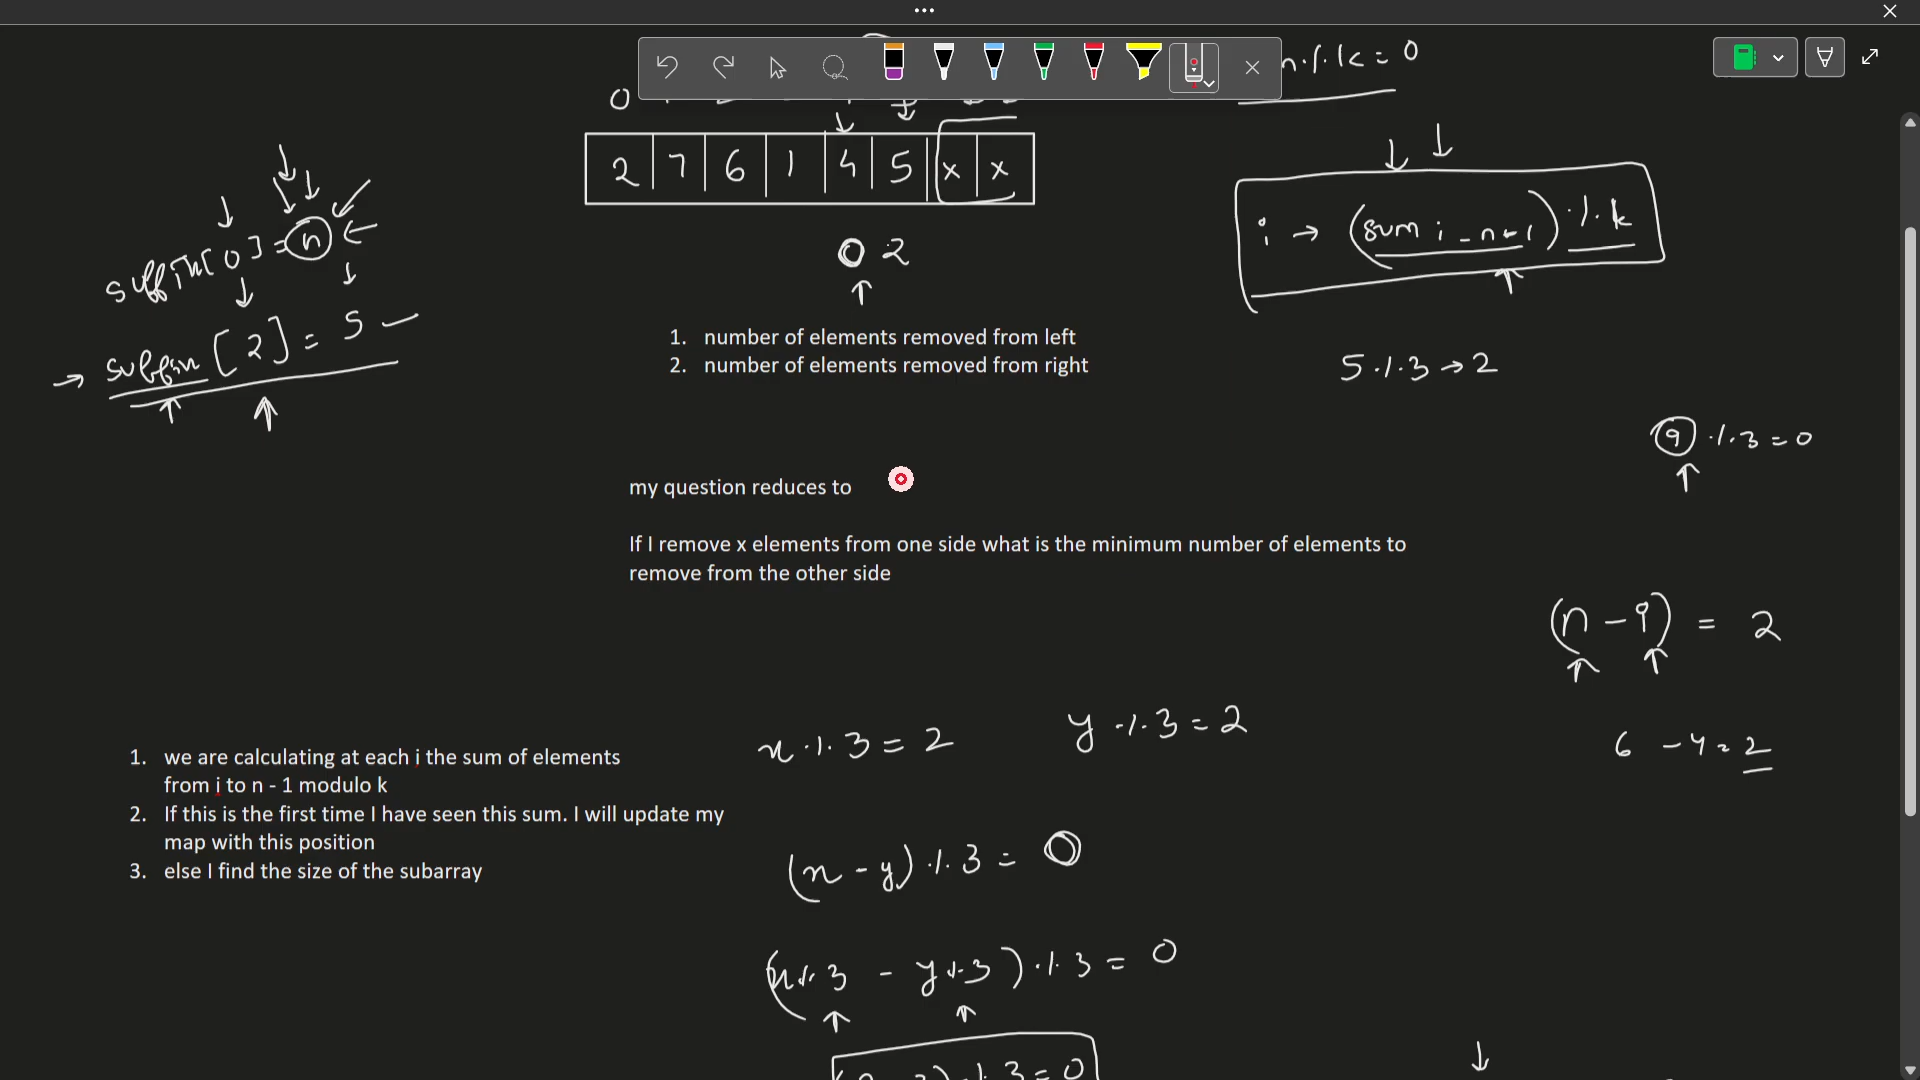 n % k = 0
0
2 7 6 1 4 5 x x
suffix[0] = n
i → (sum i - n-1) % k
0 2
suffix[2] = 5
1. number of elements removed from left
2. number of elements removed from right
5 % 3 → 2
9 % 3 = 0
my question reduces to
If I remove x elements from one side what is the minimum number of elements to
remove from the other side
= 2
x % 3 = 2
y % 3 = 2
6 - 4 = 2
1. we are calculating at each i the sum of elements
from i to n - 1 modulo k
2. If this is the first time I have seen this sum. I will update my
map with this position
3. else I find the size of the subarray
(x - y) % 3 = 0
(x % 3 - y % 3) % 3 = 0
% 3 = 0